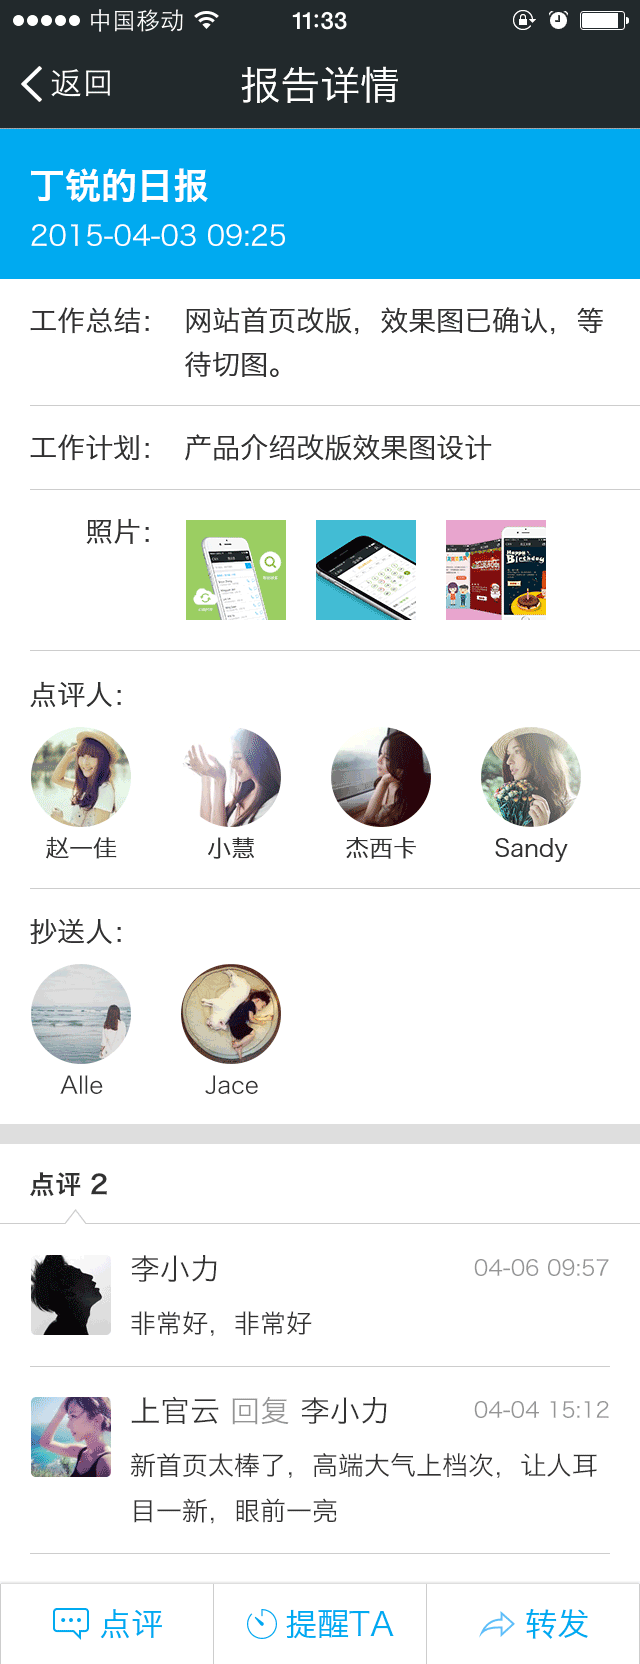 中国移动 11:33
返回 报告详情
丁锐的日报
2015-04-03 09:25
工作总结： 网站首页改版，效果图已确认，等
待切图。
工作计划： 产品介绍改版效果图设计
照片：
Happy
Birthday
点评人：
赵一佳 小慧 杰西卡 Sandy
抄送人：
Alle Jace
点评 2
李小力 04-06 09:57
非常好，非常好
上官云 回复 李小力 04-04 15:12
新首页太棒了，高端大气上档次，让人耳
目一新，眼前一亮
点评 提醒TA 转发